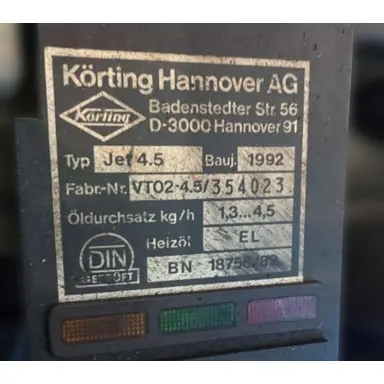 Körting Hannover AG
Körting
Badenstedter Str. 56
D-3000 Hannover 91
Typ Jet 4.5 Bauj. 1992
Fabr.-Nr. VT02-4.5/354023
Öldurchsatz kg/h 1,3...4,5
Heizöl EL
DIN
GEPRÜFT
BN